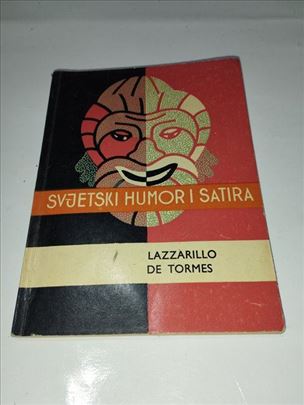 SVJETSKI HUMOR I SATIRA
LAZZARILLO
DE TORMES